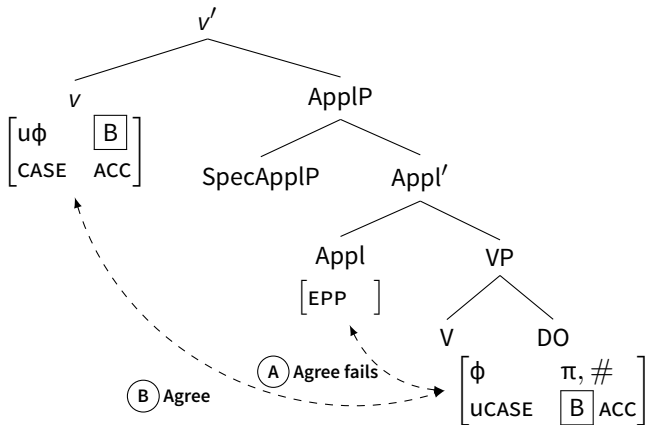 v′
v
ApplP
[uϕ B]
[CASE ACC]
SpecApplP
Appl′
Appl
VP
[EPP ]
V
DO
Ⓐ Agree fails
[ϕ π, #]
Ⓑ Agree
[uCASE B ACC]